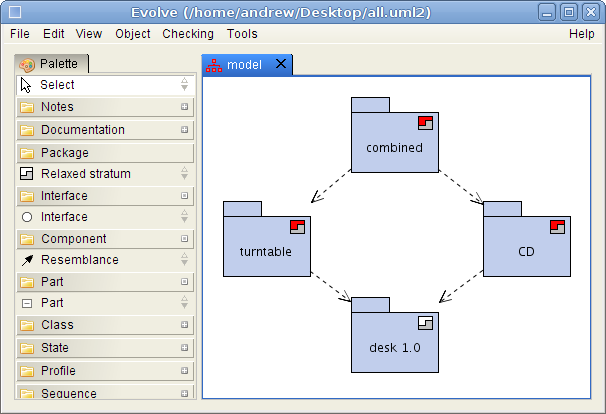 Evolve (/home/andrew/Desktop/all.uml2)
File Edit View Object Checking Tools Help
Palette
Select
Notes
Documentation
Package
Relaxed stratum
Interface
Interface
Component
Resemblance
Part
Part
Class
State
Profile
Sequence
model
combined
turntable
CD
desk 1.0